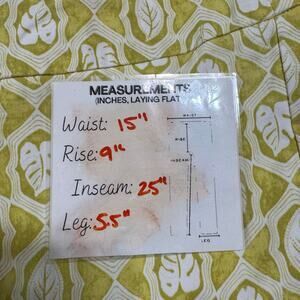 MEASUREMENTS
(INCHES, LAYING FLAT)
Waist: 15"
Rise: 9"
Inseam: 25"
Leg: 5.5"
WAIST
RISE
INSEAM
LEG